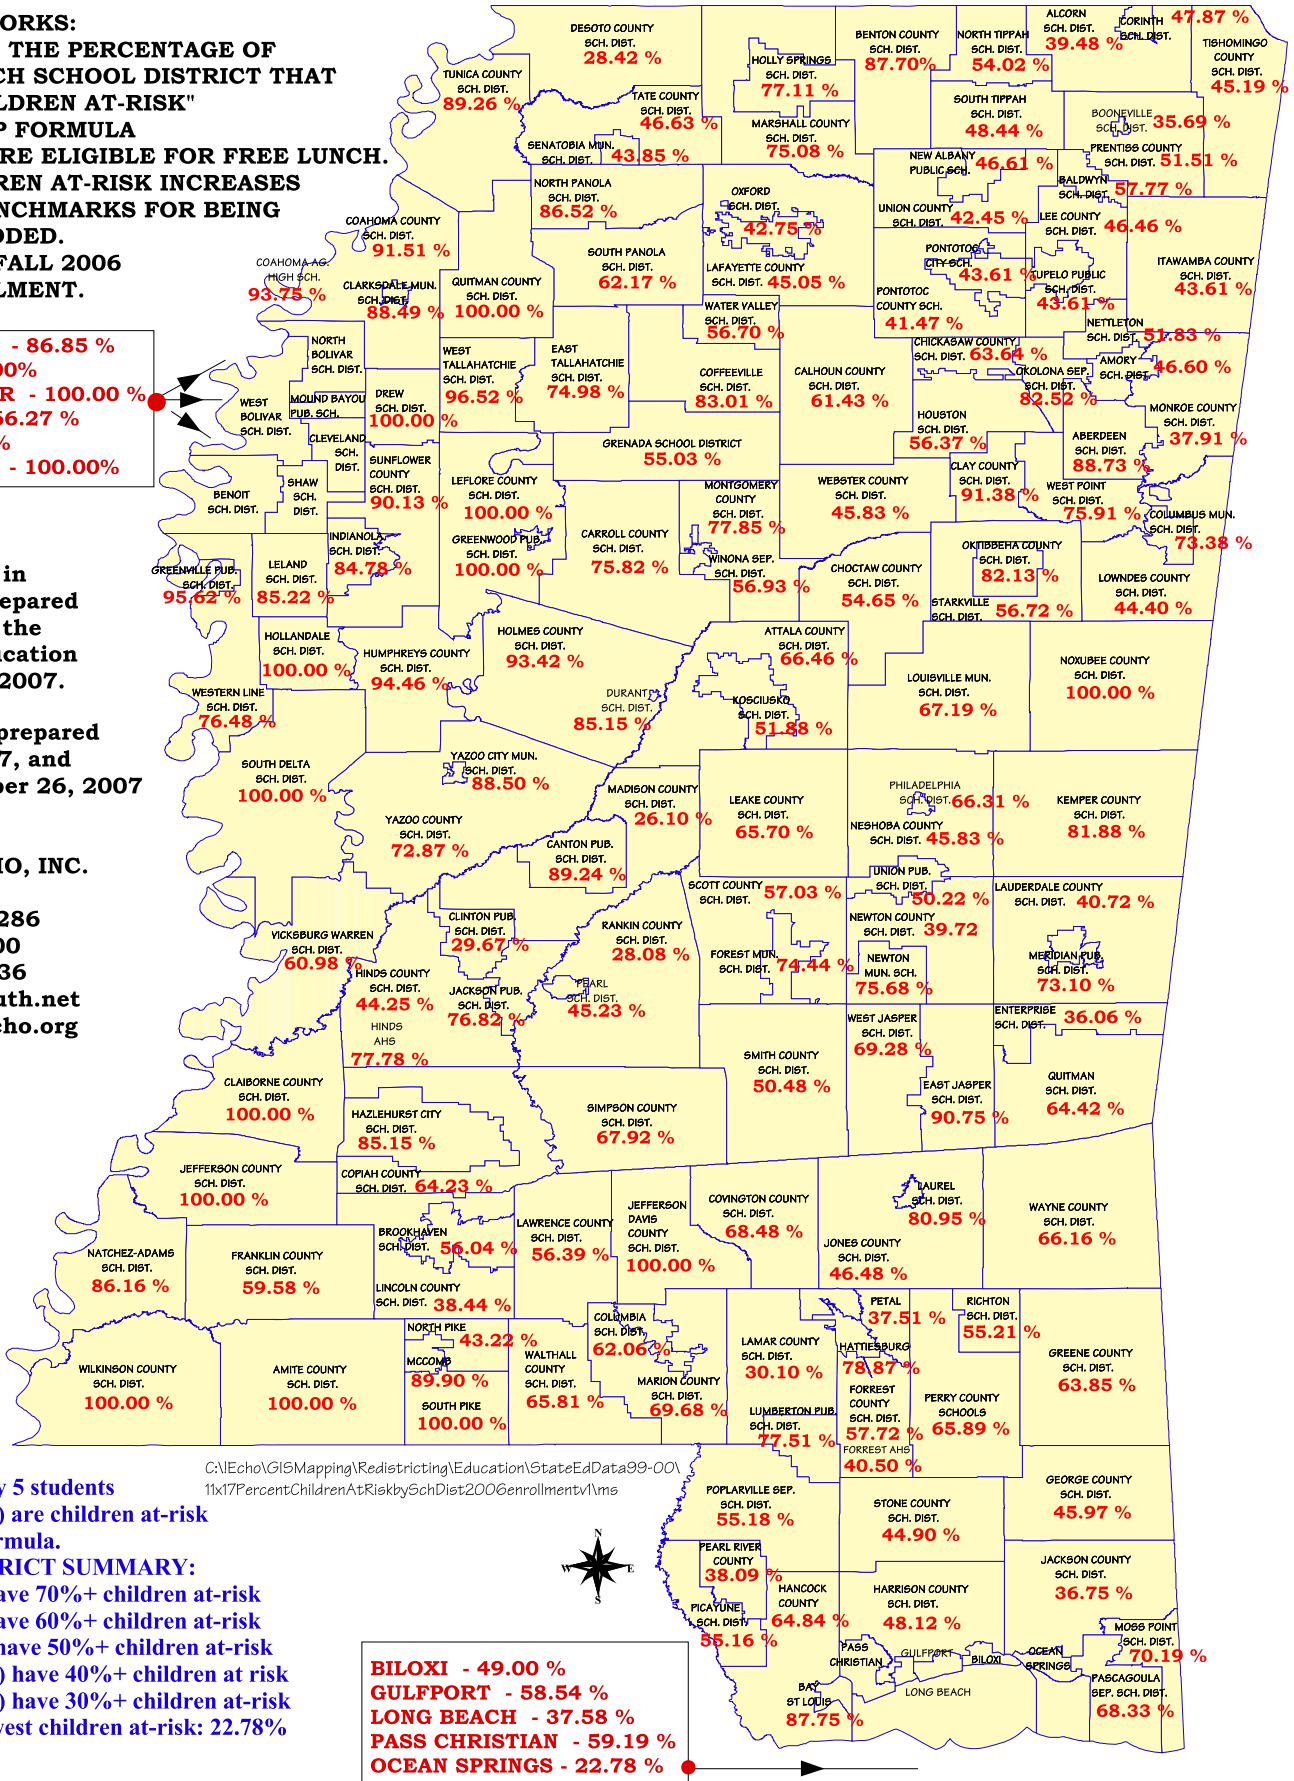 ORKS:
THE PERCENTAGE OF
CH SCHOOL DISTRICT THAT
LDREN AT-RISK"
P FORMULA
RE ELIGIBLE FOR FREE LUNCH.
REN AT-RISK INCREASES
NCHMARKS FOR BEING
DED.
FALL 2006
LMENT.
- 86.85 %
00%
R - 100.00 %
66.27 %
%
- 100.00%
in
epared
the
ucation
2007.
prepared
7, and
ber 26, 2007
HO, INC.
286
00
36
uth.net
cho.org
DESOTO COUNTY
SCH. DIST.
28.42 %
TUNICA COUNTY
SCH. DIST.
89.26 %
TATE COUNTY
SCH. DIST.
46.63 %
SENATOBIA MUN.
SCH. DIST.
43.85 %
HOLLY SPRINGS
SCH. DIST.
77.11 %
MARSHALL COUNTY
SCH. DIST.
75.08 %
BENTON COUNTY
SCH. DIST.
87.70%
NORTH TIPPAH
SCH. DIST.
54.02 %
ALCORN
SCH. DIST.
39.48 %
CORINTH
SCH. DIST.
47.87 %
TISHOMINGO
COUNTY
SCH. DIST.
45.19 %
SOUTH TIPPAH
SCH. DIST.
48.44 %
BOONEVILLE
SCH. DIST.
35.69 %
PRENTISS COUNTY
SCH. DIST.
51.51 %
NEW ALBANY
PUBLIC SCH.
46.61 %
BALDWYN
SCH. DIST.
57.77 %
NORTH PANOLA
SCH. DIST.
86.52 %
OXFORD
SCH. DIST.
42.75 %
UNION COUNTY
SCH. DIST.
42.45 %
LEE COUNTY
SCH. DIST.
46.46 %
COAHOMA COUNTY
SCH. DIST.
91.51 %
COAHOMA AG.
HIGH SCH.
93.75 %
CLARKSDALE MUN.
SCH. DIST.
88.49 %
QUITMAN COUNTY
SCH. DIST.
100.00 %
SOUTH PANOLA
SCH. DIST.
62.17 %
LAFAYETTE COUNTY
SCH. DIST.
45.05 %
PONTOTOC
CITY SCH.
43.61 %
TUPELO PUBLIC
SCH. DIST.
43.61 %
ITAWAMBA COUNTY
SCH. DIST.
43.61 %
PONTOTOC
COUNTY SCH.
41.47 %
WATER VALLEY
SCH. DIST.
56.70 %
NETTLETON
SCH. DIST.
51.83 %
NORTH
BOLIVAR
SCH. DIST.
WEST
TALLAHATCHIE
SCH. DIST.
96.52 %
EAST
TALLAHATCHIE
SCH. DIST.
74.98 %
CHICKASAW COUNTY
SCH. DIST.
63.64 %
AMORY
SCH. DIST.
46.60 %
OKOLONA SEP.
SCH. DIST.
82.52 %
COFFEEVILLE
SCH. DIST.
83.01 %
CALHOUN COUNTY
SCH. DIST.
61.43 %
WEST
BOLIVAR
SCH. DIST.
MOUND BAYOU
PUB. SCH.
DREW
SCH. DIST.
100.00 %
HOUSTON
SCH. DIST.
56.37 %
MONROE COUNTY
SCH. DIST.
37.91 %
CLEVELAND
SCH.
DIST.
GRENADA SCHOOL DISTRICT
55.03 %
ABERDEEN
SCH. DIST.
88.73 %
SUNFLOWER
COUNTY
SCH. DIST.
90.13 %
LEFLORE COUNTY
SCH. DIST.
100.00 %
CLAY COUNTY
SCH. DIST.
91.38 %
BENOIT
SCH. DIST.
SHAW
SCH.
DIST.
MONTGOMERY
COUNTY
SCH. DIST.
77.85 %
WEBSTER COUNTY
SCH. DIST.
45.83 %
WEST POINT
SCH. DIST.
75.91 %
COLUMBUS MUN.
SCH. DIST.
73.38 %
INDIANOLA
SCH. DIST.
84.78 %
GREENWOOD PUB.
SCH. DIST.
100.00 %
CARROLL COUNTY
SCH. DIST.
75.82 %
WINONA SEP.
SCH. DIST.
56.93 %
CHOCTAW COUNTY
SCH. DIST.
54.65 %
OKTIBBEHA COUNTY
SCH. DIST.
82.13 %
STARKVILLE
SCH. DIST.
56.72 %
LOWNDES COUNTY
SCH. DIST.
44.40 %
GREENVILLE PUB.
SCH. DIST.
95.62 %
LELAND
SCH. DIST.
85.22 %
HOLLANDALE
SCH. DIST.
100.00 %
HUMPHREYS COUNTY
SCH. DIST.
94.46 %
HOLMES COUNTY
SCH. DIST.
93.42 %
ATTALA COUNTY
SCH. DIST.
66.46 %
NOXUBEE COUNTY
SCH. DIST.
100.00 %
WESTERN LINE
SCH. DIST.
76.48 %
DURANT
SCH. DIST.
85.15 %
KOSCIUSKO
SCH. DIST.
51.88 %
LOUISVILLE MUN.
SCH. DIST.
67.19 %
SOUTH DELTA
SCH. DIST.
100.00 %
YAZOO CITY MUN.
SCH. DIST.
88.50 %
MADISON COUNTY
SCH. DIST.
26.10 %
LEAKE COUNTY
SCH. DIST.
65.70 %
PHILADELPHIA
SCH. DIST.
66.31 %
NESHOBA COUNTY
SCH. DIST.
45.83 %
KEMPER COUNTY
SCH. DIST.
81.88 %
YAZOO COUNTY
SCH. DIST.
72.87 %
CANTON PUB.
SCH. DIST.
89.24 %
SCOTT COUNTY
SCH. DIST.
57.03 %
UNION PUB.
SCH. DIST.
50.22 %
LAUDERDALE COUNTY
SCH. DIST.
40.72 %
VICKSBURG WARREN
SCH. DIST.
60.98 %
CLINTON PUB.
SCH. DIST.
29.67 %
RANKIN COUNTY
SCH. DIST.
28.08 %
FOREST MUN.
SCH. DIST.
74.44 %
NEWTON COUNTY
SCH. DIST.
39.72
NEWTON
MUN. SCH.
75.68 %
MERIDIAN PUB.
SCH. DIST.
73.10 %
HINDS COUNTY
SCH. DIST.
44.25 %
JACKSON PUB.
SCH. DIST.
76.82 %
PEARL
SCH. DIST.
45.23 %
HINDS
AHS
77.78 %
WEST JASPER
SCH. DIST.
69.28 %
ENTERPRISE
SCH. DIST.
36.06 %
SMITH COUNTY
SCH. DIST.
50.48 %
EAST JASPER
SCH. DIST.
90.75 %
QUITMAN
SCH. DIST.
64.42 %
CLAIBORNE COUNTY
SCH. DIST.
100.00 %
HAZLEHURST CITY
SCH. DIST.
85.15 %
SIMPSON COUNTY
SCH. DIST.
67.92 %
JEFFERSON COUNTY
SCH. DIST.
100.00 %
COPIAH COUNTY
SCH. DIST.
64.23 %
LAUREL
SCH. DIST.
80.95 %
NATCHEZ-ADAMS
SCH. DIST.
86.16 %
FRANKLIN COUNTY
SCH. DIST.
59.58 %
BROOKHAVEN
SCH. DIST.
56.04 %
LAWRENCE COUNTY
SCH. DIST.
56.39 %
JEFFERSON
DAVIS
COUNTY
SCH. DIST.
100.00 %
COVINGTON COUNTY
SCH. DIST.
68.48 %
JONES COUNTY
SCH. DIST.
46.48 %
WAYNE COUNTY
SCH. DIST.
66.16 %
LINCOLN COUNTY
SCH. DIST.
38.44 %
NORTH PIKE
43.22 %
COLUMBIA
SCH. DIST.
62.06 %
PETAL
37.51 %
RICHTON
SCH. DIST.
55.21 %
WILKINSON COUNTY
SCH. DIST.
100.00 %
AMITE COUNTY
SCH. DIST.
100.00 %
MCCOMB
89.90 %
WALTHALL
COUNTY
SCH. DIST.
65.81 %
MARION COUNTY
SCH. DIST.
69.68 %
LAMAR COUNTY
SCH. DIST.
30.10 %
HATTIESBURG
78.87 %
GREENE COUNTY
SCH. DIST.
63.85 %
SOUTH PIKE
100.00 %
LUMBERTON PUB.
SCH. DIST.
77.51 %
FORREST
COUNTY
SCH. DIST.
57.72 %
PERRY COUNTY
SCHOOLS
65.89 %
FORREST AHS
40.50 %
C:\IEcho\GISMapping\Redistricting\Education\StateEdData99-00\
11x17PercentChildrenAtRiskbySchDist2006enrollmentv1\ms
POPLARVILLE SEP.
SCH. DIST.
55.18 %
STONE COUNTY
SCH. DIST.
44.90 %
GEORGE COUNTY
SCH. DIST.
45.97 %
PEARL RIVER
COUNTY
38.09 %
HANCOCK
COUNTY
64.84 %
HARRISON COUNTY
SCH. DIST.
48.12 %
JACKSON COUNTY
SCH. DIST.
36.75 %
PICAYUNE
SCH. DIST.
55.16 %
MOSS POINT
SCH. DIST.
70.19 %
PASS
CHRISTIAN
GULFPORT
BILOXI
OCEAN
SPRINGS
BAY
ST LOUIS
87.75 %
LONG BEACH
PASCAGOULA
SEP. SCH. DIST.
68.33 %
N
W E
S
y 5 students
) are children at-risk
rmula.
RICT SUMMARY:
ave 70%+ children at-risk
ave 60%+ children at-risk
have 50%+ children at-risk
) have 40%+ children at risk
) have 30%+ children at-risk
vest children at-risk: 22.78%
BILOXI - 49.00 %
GULFPORT - 58.54 %
LONG BEACH - 37.58 %
PASS CHRISTIAN - 59.19 %
OCEAN SPRINGS - 22.78 %